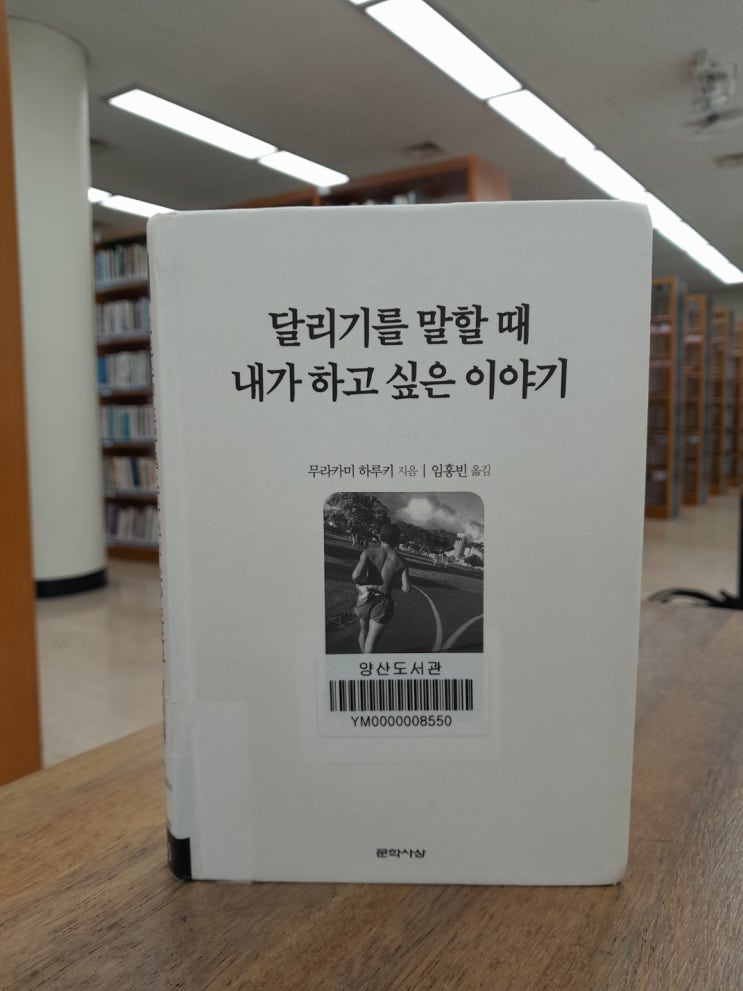 달리기를 말할 때
내가 하고 싶은 이야기
무라카미 하루키 지음 | 임홍빈 옮김
양산도서관
YM0000008550
문학사상